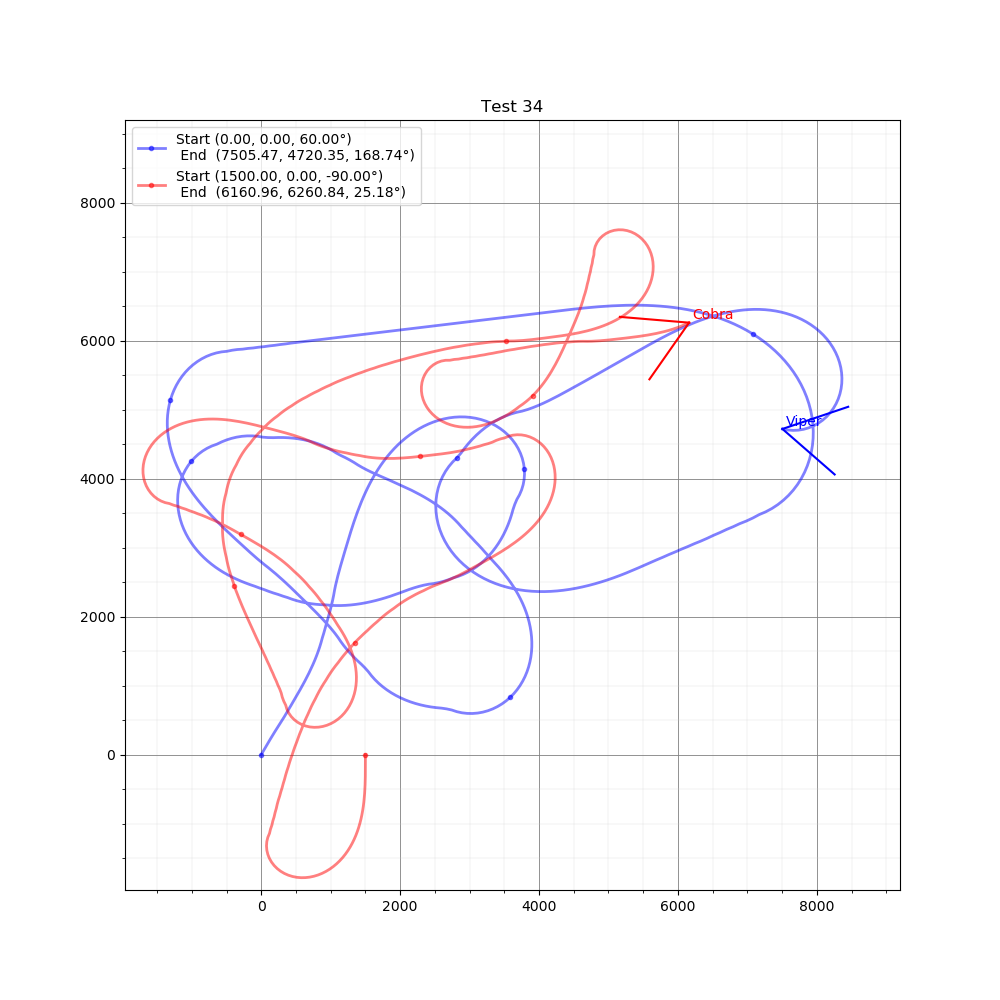 Test 34
Start (0.00, 0.00, 60.00°)
End (7505.47, 4720.35, 168.74°)
Start (1500.00, 0.00, -90.00°)
End (6160.96, 6260.84, 25.18°)
8000
6000
4000
2000
0
Cobra
Viper
0
2000
4000
6000
8000